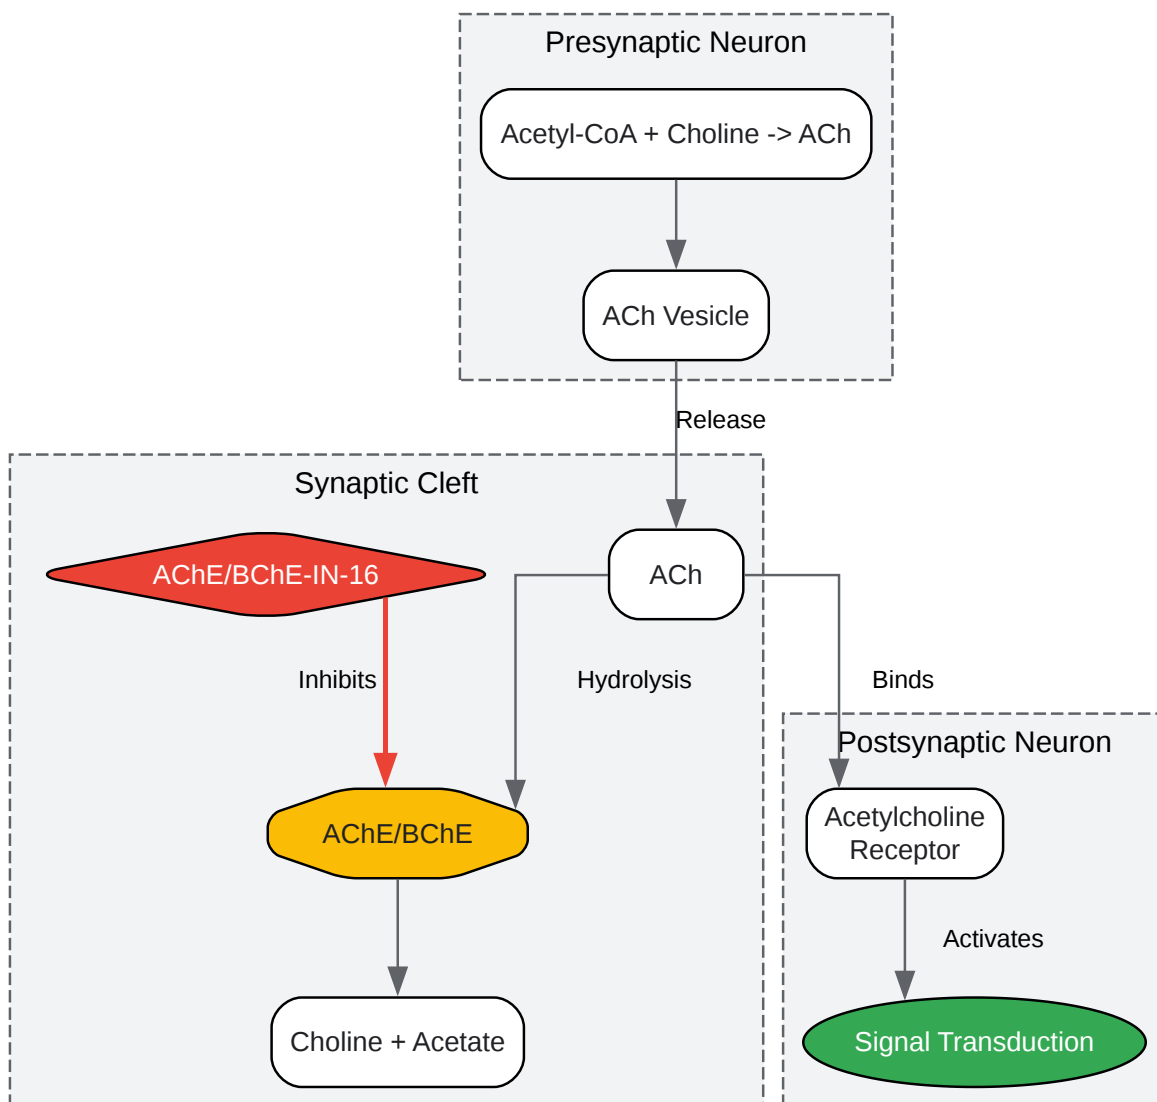 Presynaptic Neuron
Acetyl-CoA + Choline -> ACh
ACh Vesicle
Release
Synaptic Cleft
AChE/BChE-IN-16
ACh
Inhibits
Hydrolysis
Binds
Postsynaptic Neuron
AChE/BChE
Acetylcholine
Receptor
Activates
Choline + Acetate
Signal Transduction